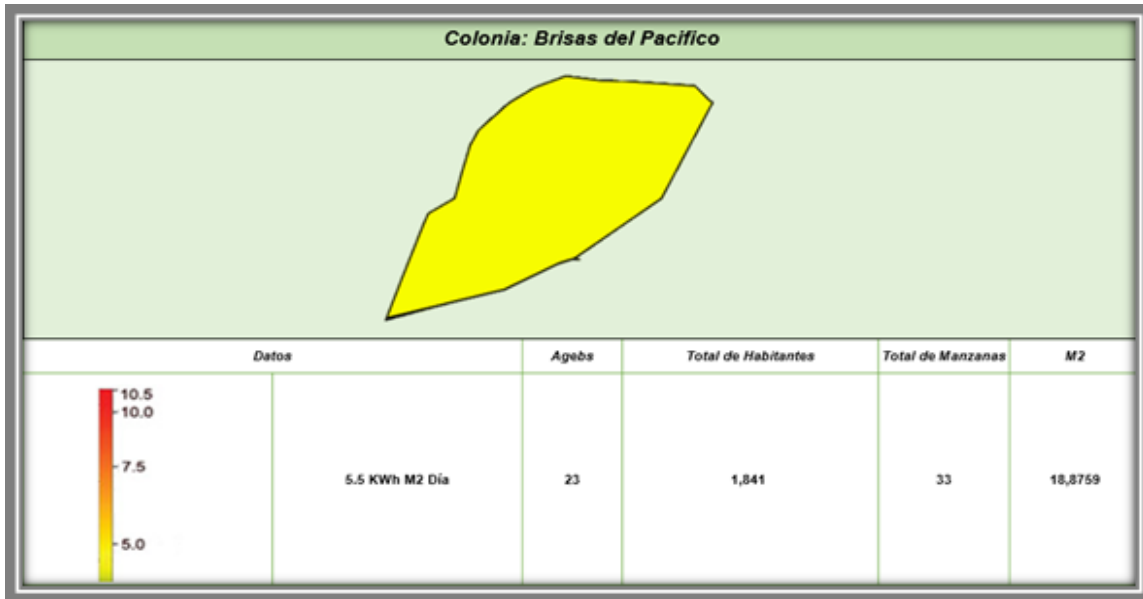 Colonia: Brisas del Pacifico
Datos Agebs Total de Habitantes Total de Manzanas M2
10.5
10.0
7.5
5.0
5.5 KWh M2 Día 23 1,841 33 18,8759